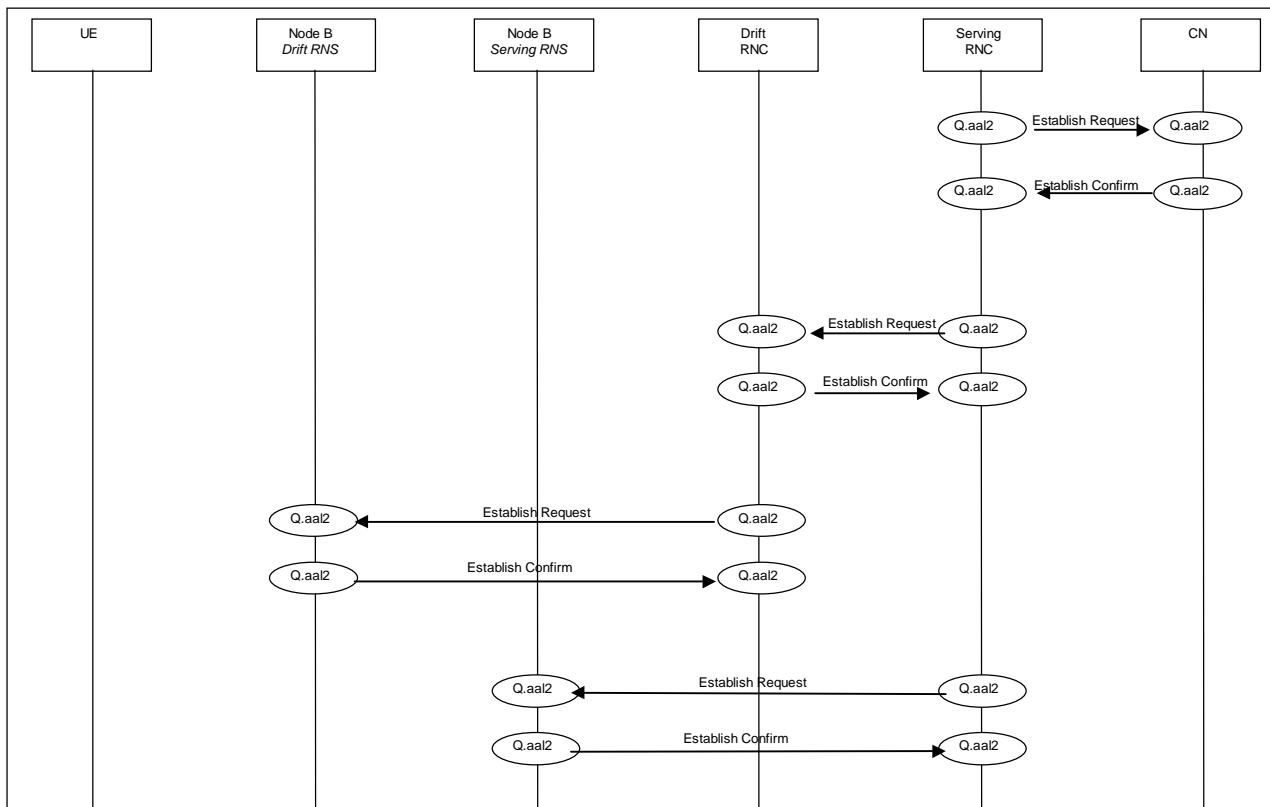 UE
Node B
Drift RNS
Node B
Serving RNS
Drift
RNC
Serving
RNC
CN
Q.aal2
Establish Request
Q.aal2
Q.aal2
Establish Confirm
Q.aal2
Q.aal2
Establish Request
Q.aal2
Q.aal2
Establish Confirm
Q.aal2
Q.aal2
Establish Request
Q.aal2
Q.aal2
Establish Confirm
Q.aal2
Q.aal2
Establish Request
Q.aal2
Q.aal2
Establish Confirm
Q.aal2